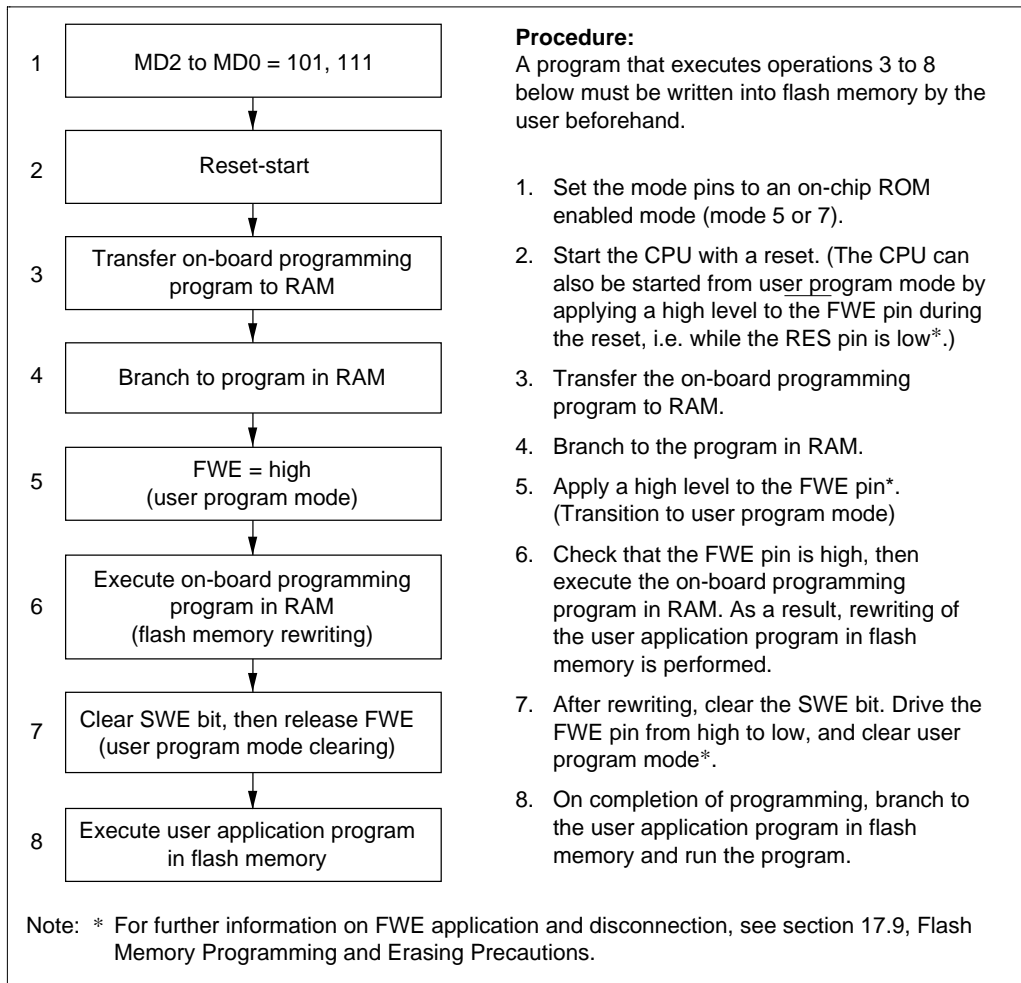 1
MD2 to MD0 = 101, 111
2
Reset-start
3
Transfer on-board programming
program to RAM
4
Branch to program in RAM
5
FWE = high
(user program mode)
6
Execute on-board programming
program in RAM
(flash memory rewriting)
7
Clear SWE bit, then release FWE
(user program mode clearing)
8
Execute user application program
in flash memory
Procedure:
A program that executes operations 3 to 8
below must be written into flash memory by the
user beforehand.
1. Set the mode pins to an on-chip ROM
enabled mode (mode 5 or 7).
2. Start the CPU with a reset. (The CPU can
also be started from user program mode by
applying a high level to the FWE pin during
the reset, i.e. while the RES pin is low*.)
3. Transfer the on-board programming
program to RAM.
4. Branch to the program in RAM.
5. Apply a high level to the FWE pin*.
(Transition to user program mode)
6. Check that the FWE pin is high, then
execute the on-board programming
program in RAM. As a result, rewriting of
the user application program in flash
memory is performed.
7. After rewriting, clear the SWE bit. Drive the
FWE pin from high to low, and clear user
program mode*.
8. On completion of programming, branch to
the user application program in flash
memory and run the program.
Note: * For further information on FWE application and disconnection, see section 17.9, Flash
Memory Programming and Erasing Precautions.